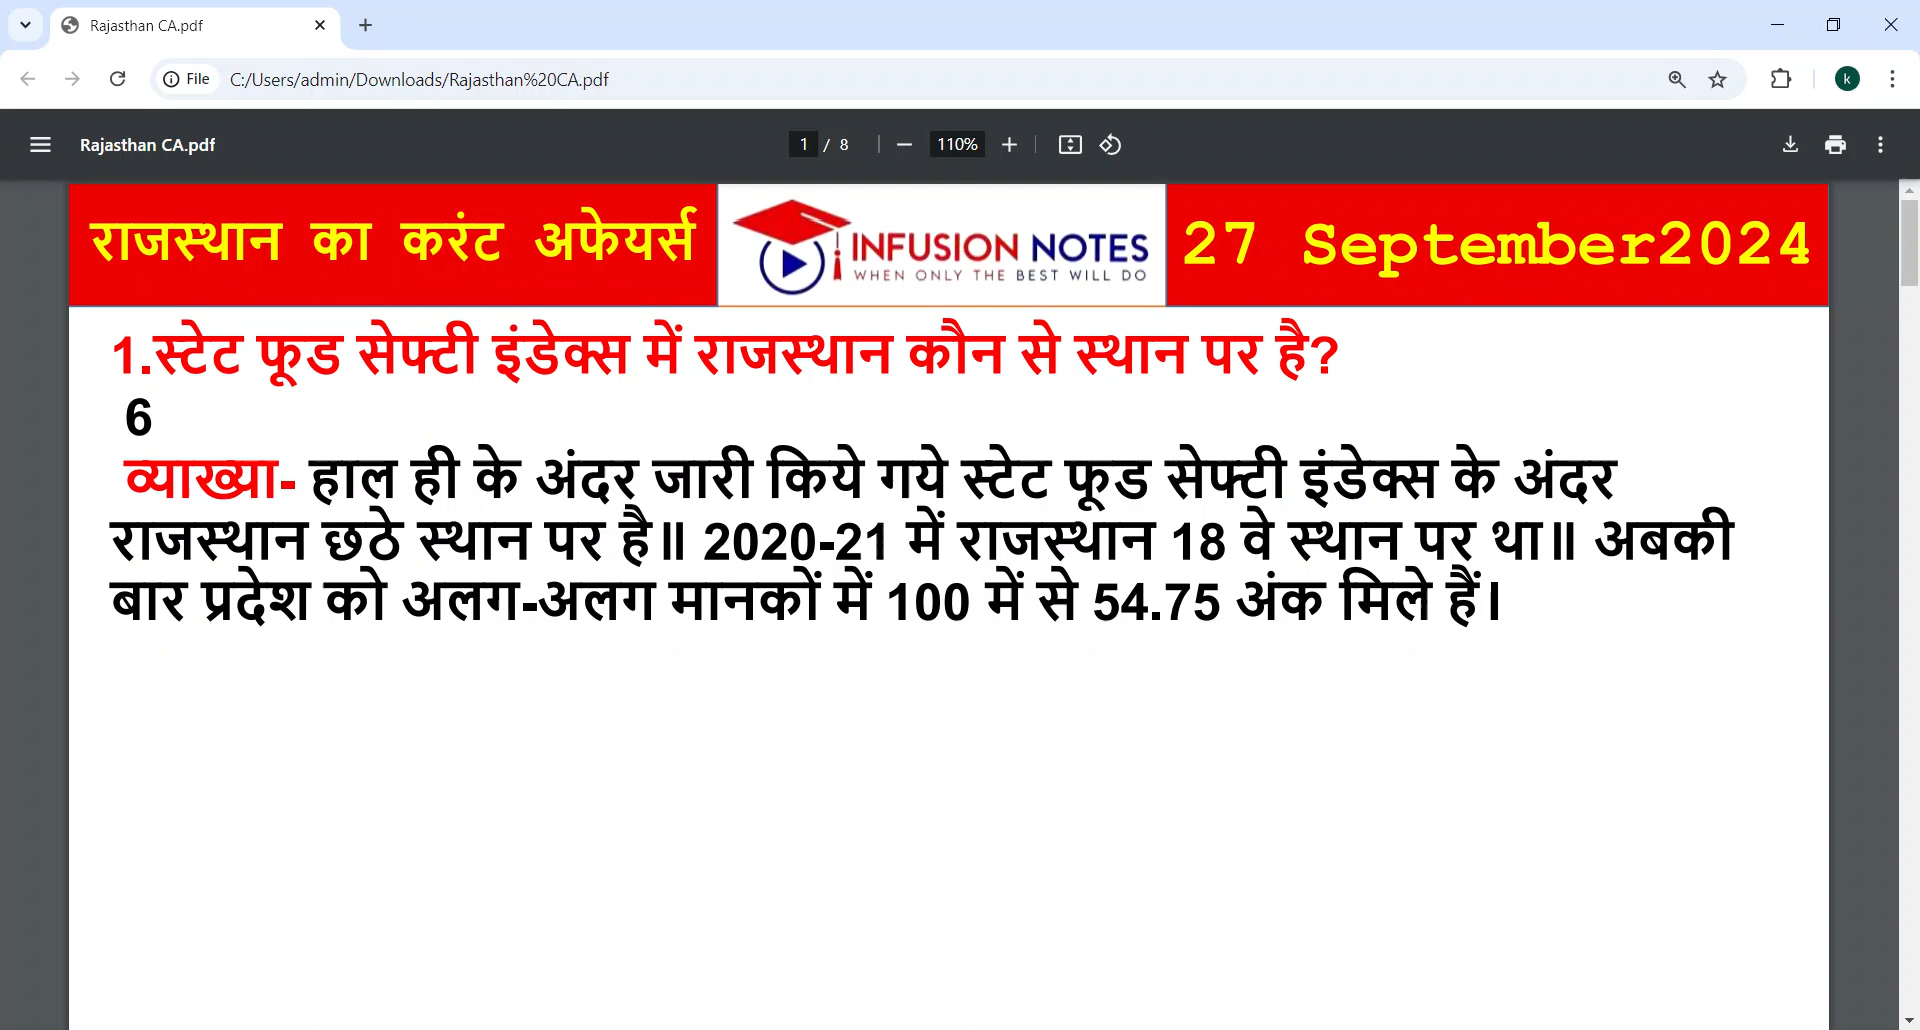 Rajasthan CA.pdf
File C:/Users/admin/Downloads/Rajasthan%20CA.pdf
k
Rajasthan CA.pdf
1 / 8
110%
राजस्थान का करंट अफेयर्स
INFUSION NOTES
WHEN ONLY THE BEST WILL DO
27 September2024
1.स्टेट फूड सेफ्टी इंडेक्स में राजस्थान कौन से स्थान पर है?
6
व्याख्या- हाल ही के अंदर जारी किये गये स्टेट फूड सेफ्टी इंडेक्स के अंदर
राजस्थान छठे स्थान पर है॥ 2020-21 में राजस्थान 18 वे स्थान पर था॥ अबकी
बार प्रदेश को अलग-अलग मानकों में 100 में से 54.75 अंक मिले हैं।